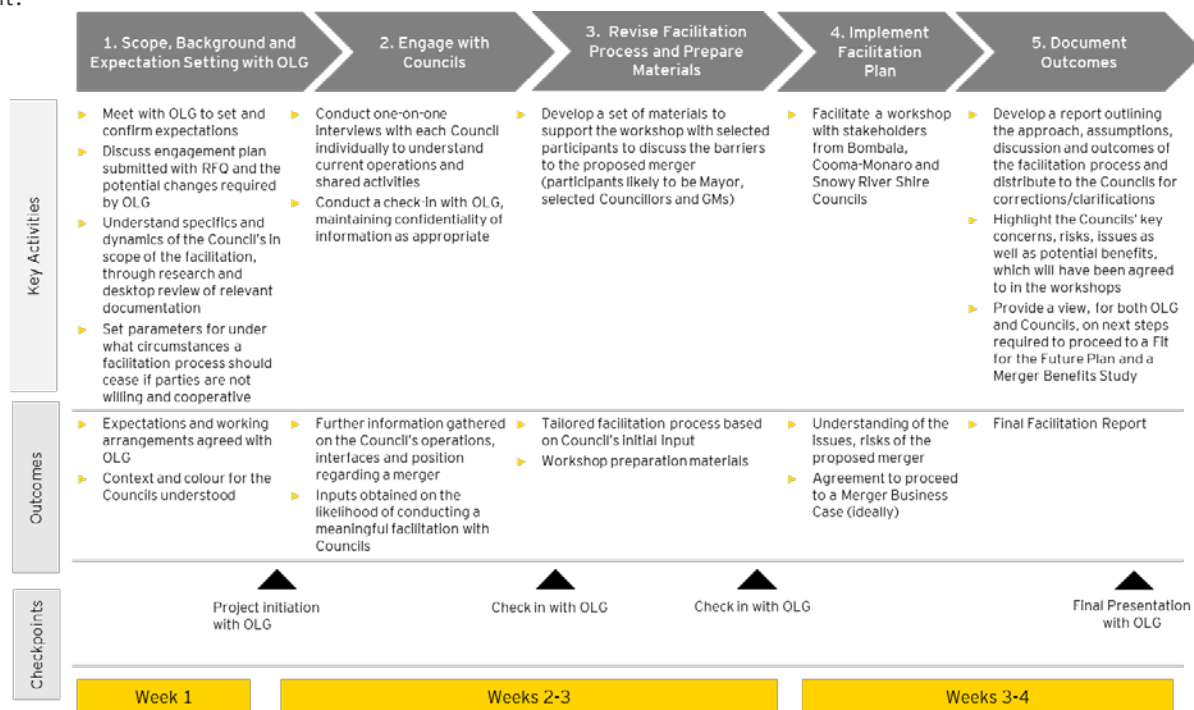 nt.
1. Scope, Background and
Expectation Setting with OLG
2. Engage with
Councils
3. Revise Facilitation
Process and Prepare
Materials
4. Implement
Facilitation
Plan
5. Document
Outcomes
Key Activities
Meet with OLG to set and
confirm expectations
Discuss engagement plan
submitted with RFQ and the
potential changes required
by OLG
Understand specifics and
dynamics of the Council's in
scope of the facilitation,
through research and
desktop review of relevant
documentation
Set parameters for under
what circumstances a
facilitation process should
cease if parties are not
willing and cooperative
Conduct one-on-one
interviews with each Council
individually to understand
current operations and
shared activities
Conduct a check-in with OLG,
maintaining confidentiality of
information as appropriate
Develop a set of materials to
support the workshop with selected
participants to discuss the barriers
to the proposed merger
(participants likely to be Mayor,
selected Councillors and GMs)
Facilitate a workshop
with stakeholders
from Bombala,
Cooma-Monaro and
Snowy River Shire
Councils
Develop a report outlining
the approach, assumptions,
discussion and outcomes of
the facilitation process and
distribute to the Councils for
corrections/clarifications
Highlight the Councils' key
concerns, risks, issues as
well as potential benefits,
which will have been agreed
to in the workshops
Provide a view, for both OLG
and Councils, on next steps
required to proceed to a Fit
for the Future Plan and a
Merger Benefits Study
Outcomes
Expectations and working
arrangements agreed with
OLG
Context and colour for the
Councils understood
Further information gathered
on the Council's operations,
interfaces and position
regarding a merger
Inputs obtained on the
likelihood of conducting a
meaningful facilitation with
Councils
Tailored facilitation process based
on Council's initial input
Workshop preparation materials
Understanding of the
issues, risks of the
proposed merger
Agreement to proceed
to a Merger Business
Case (ideally)
Final Facilitation Report
Checkpoints
Project initiation
with OLG
Check in with OLG
Check in with OLG
Final Presentation
with OLG
Week 1
Weeks 2-3
Weeks 3-4